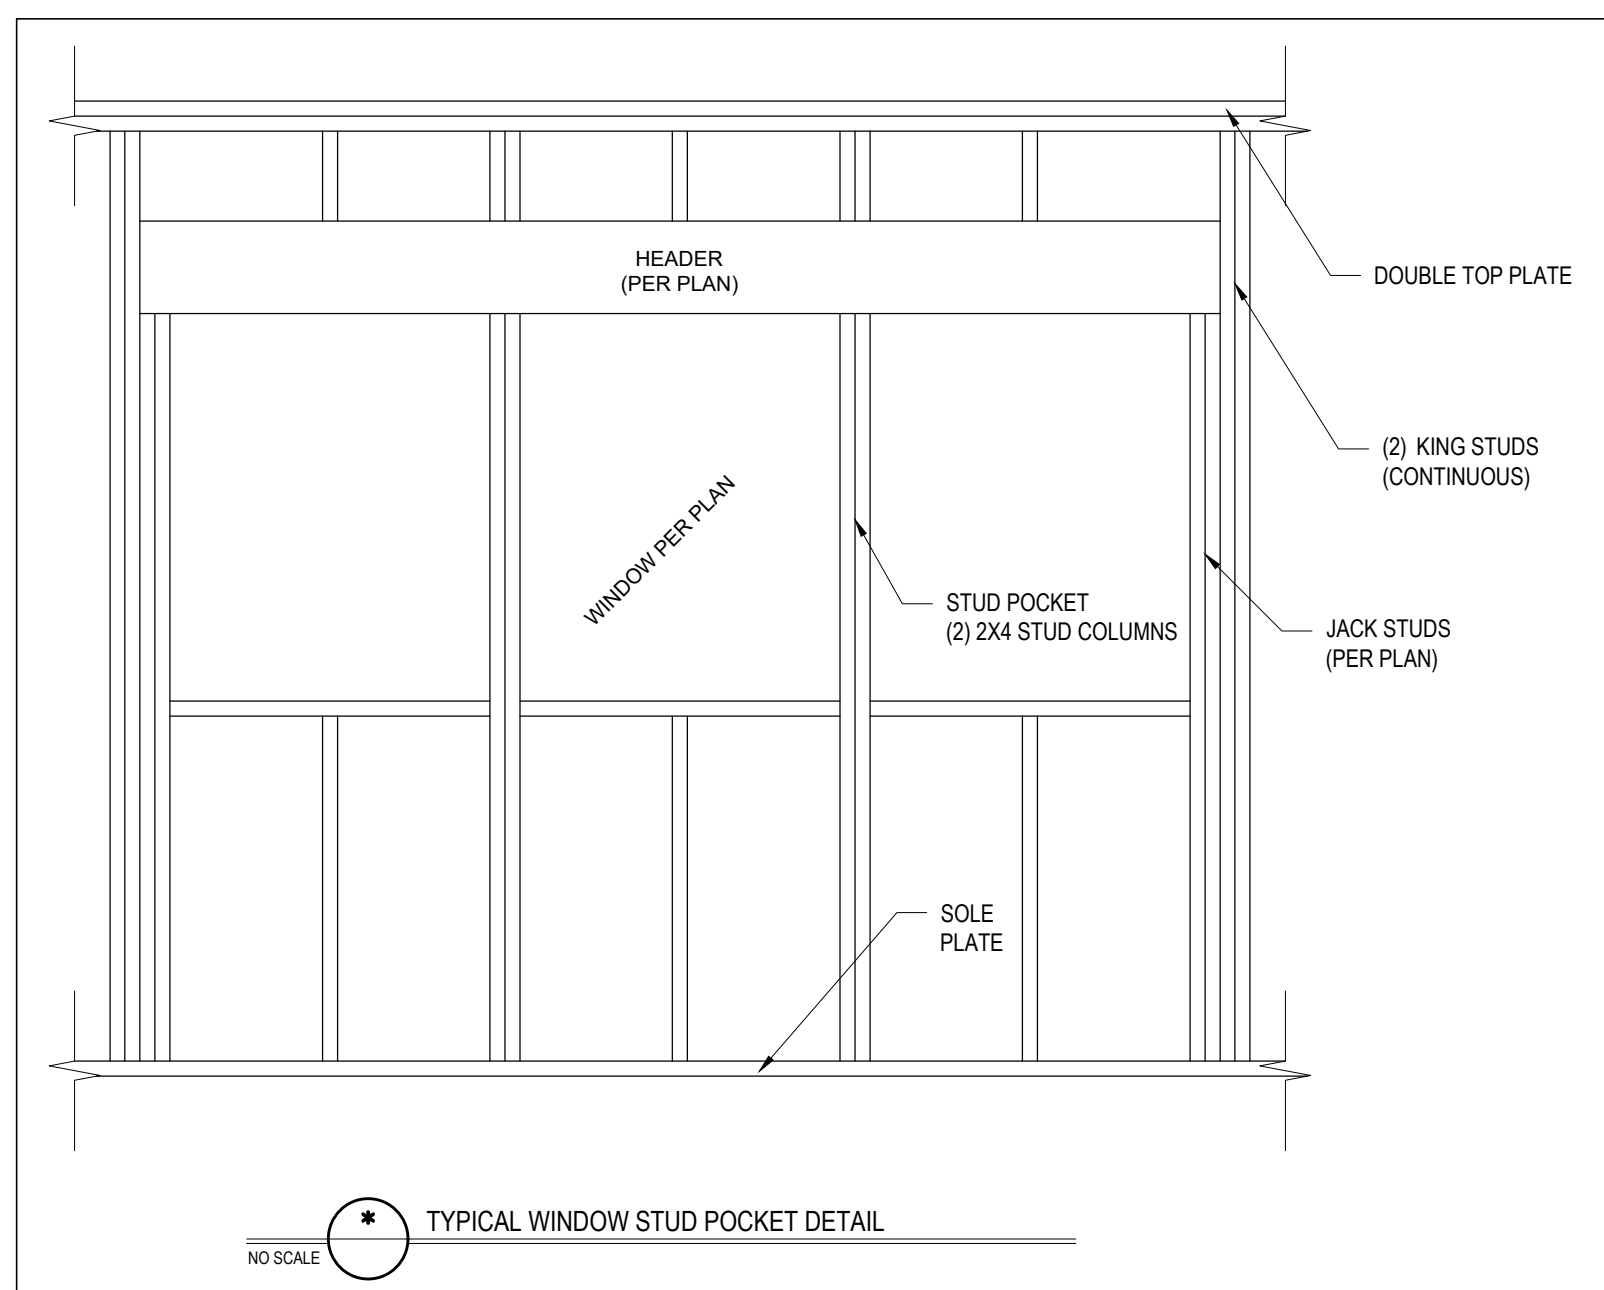 HEADER
(PER PLAN)
DOUBLE TOP PLATE
(2) KING STUDS
(CONTINUOUS)
WINDOW PER PLAN
STUD POCKET
(2) 2X4 STUD COLUMNS
JACK STUDS
(PER PLAN)
SOLE
PLATE
*
TYPICAL WINDOW STUD POCKET DETAIL
NO SCALE